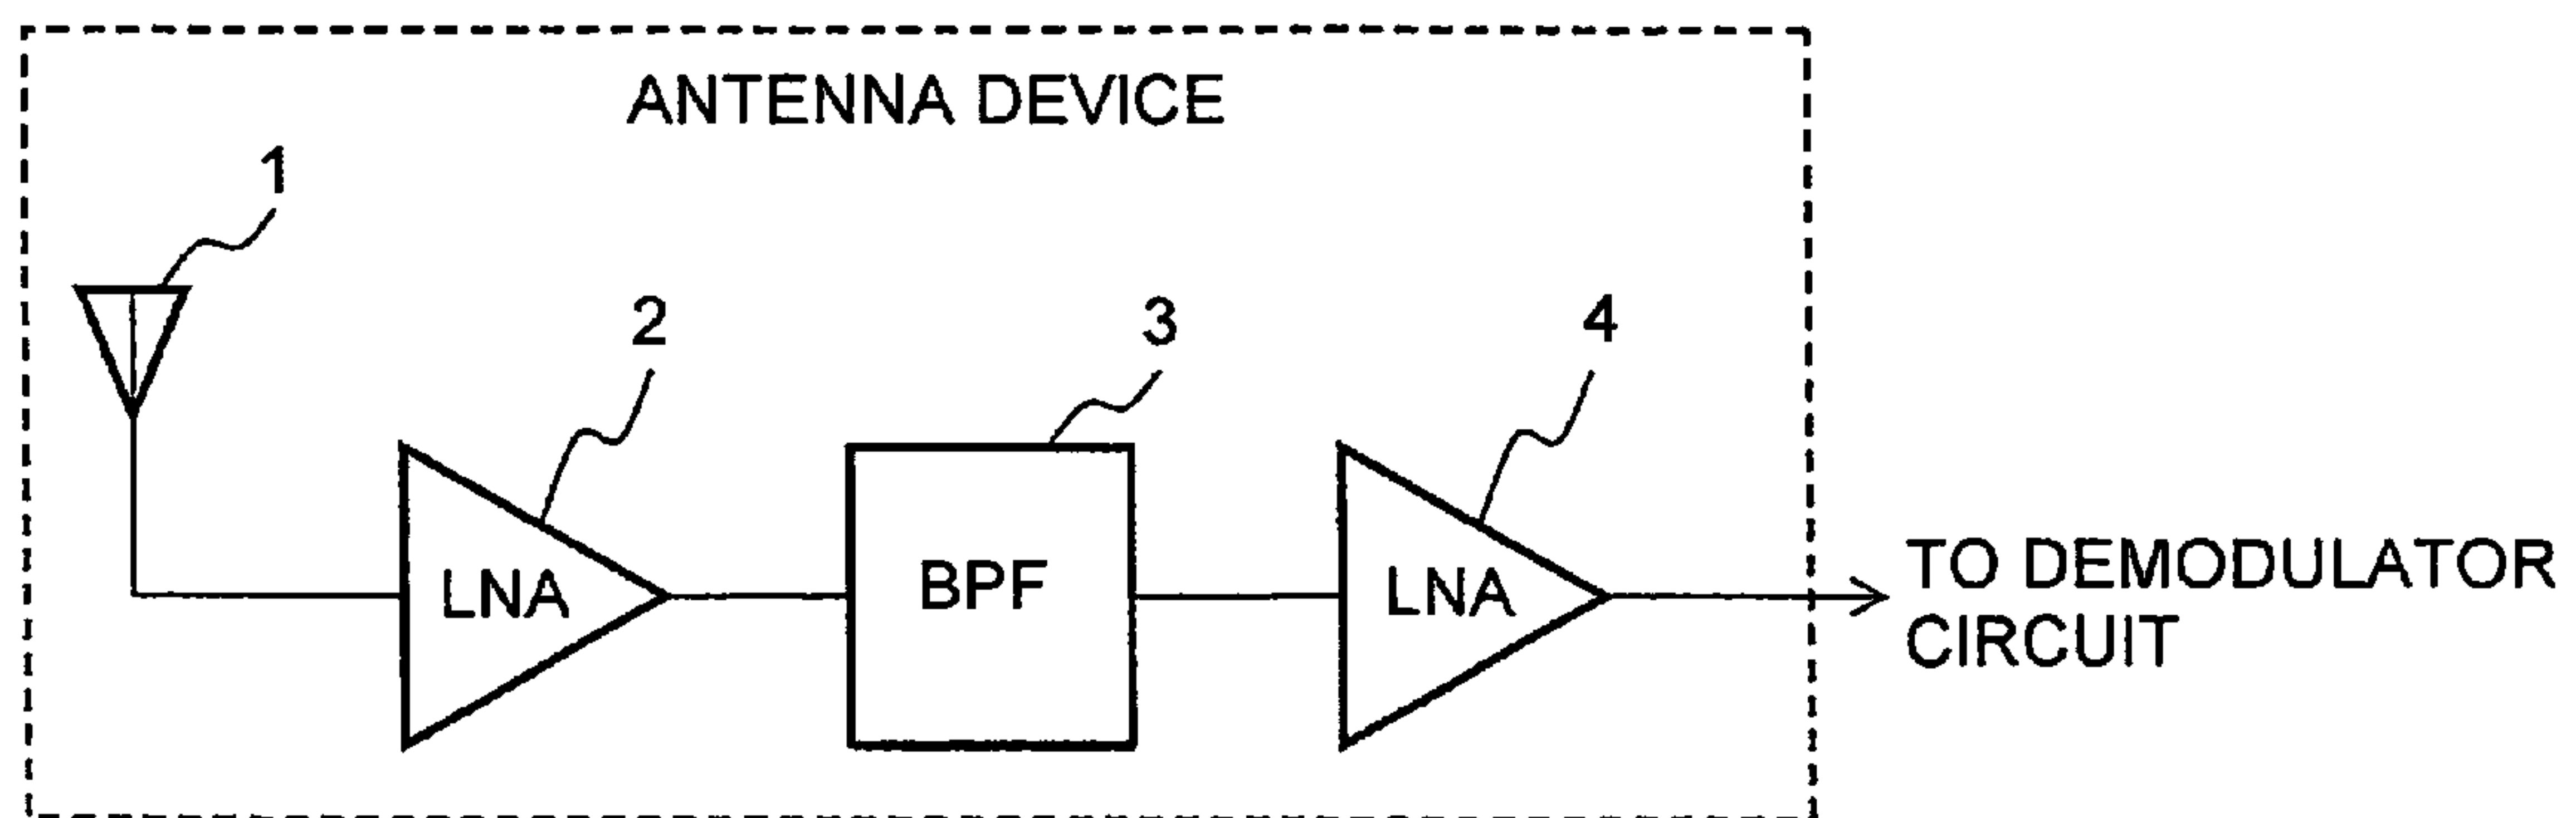 ANTENNA DEVICE
1
2
3
4
LNA
BPF
LNA
TO DEMODULATOR
CIRCUIT